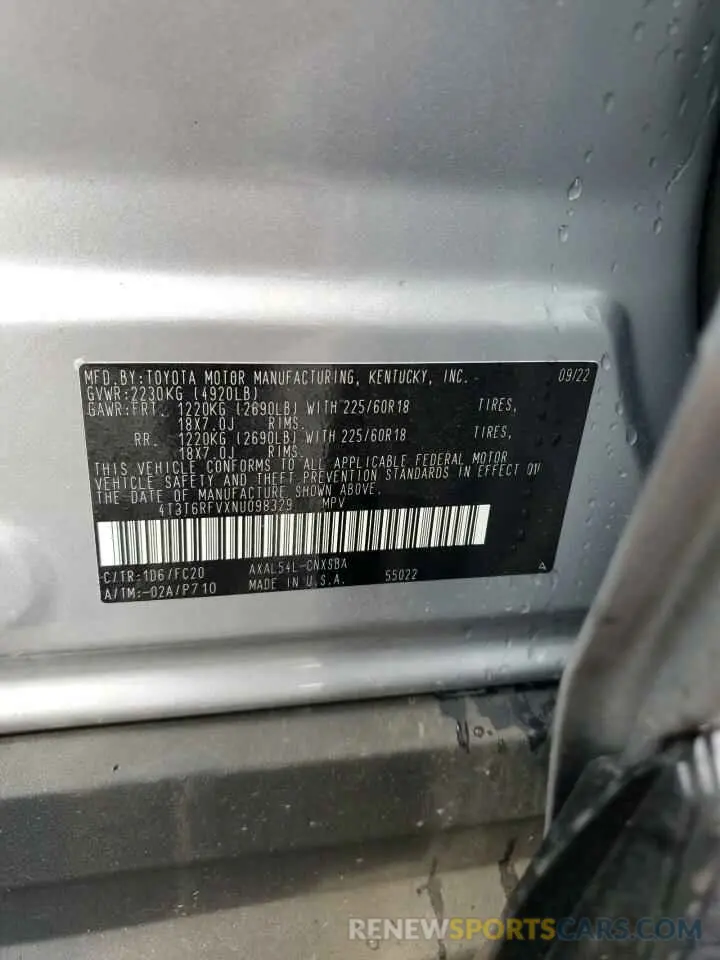 MFD.BY:TOYOTA MOTOR MANUFACTURING, KENTUCKY, INC. 09/22
GVWR:2230KG (4920LB)
GAWR:FRT. 1220KG (2690LB) WITH 225/60R18 TIRES,
18X7.0J RIMS.
RR. 1220KG (2690LB) WITH 225/60R18 TIRES,
18X7.0J RIMS.
THIS VEHICLE CONFORMS TO ALL APPLICABLE FEDERAL MOTOR
VEHICLE SAFETY AND THEFT PREVENTION STANDARDS IN EFFECT ON
THE DATE OF MANUFACTURE SHOWN ABOVE.
4T3T6RFVXNU098329 MPV
C/TR:1D6/FC20 AXAL54L-CNXSBA
A/TM:-02A/P710 MADE IN U.S.A. 55022
RENEWSPORTSCARS.COM